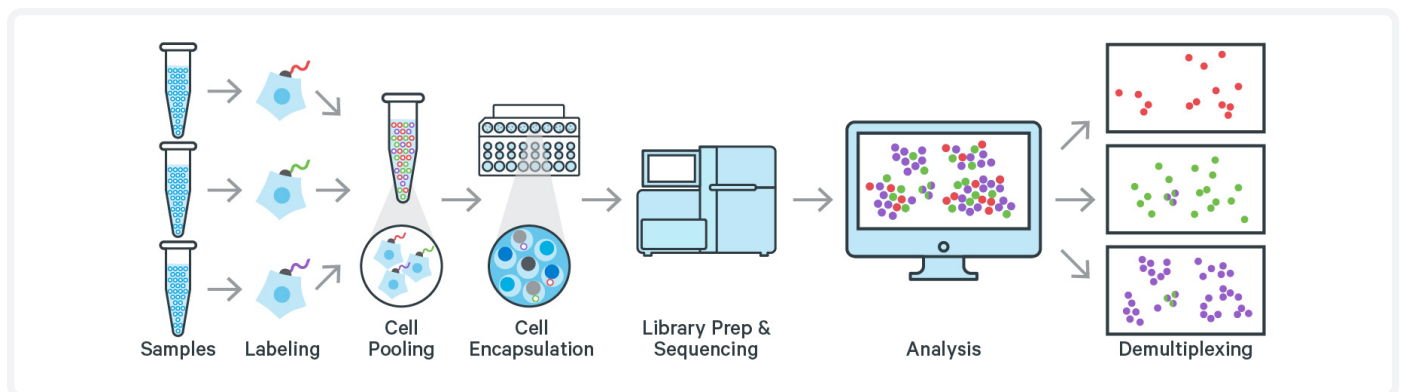 Samples
Labeling
Cell
Pooling
Cell
Encapsulation
Library Prep &
Sequencing
Analysis
Demultiplexing